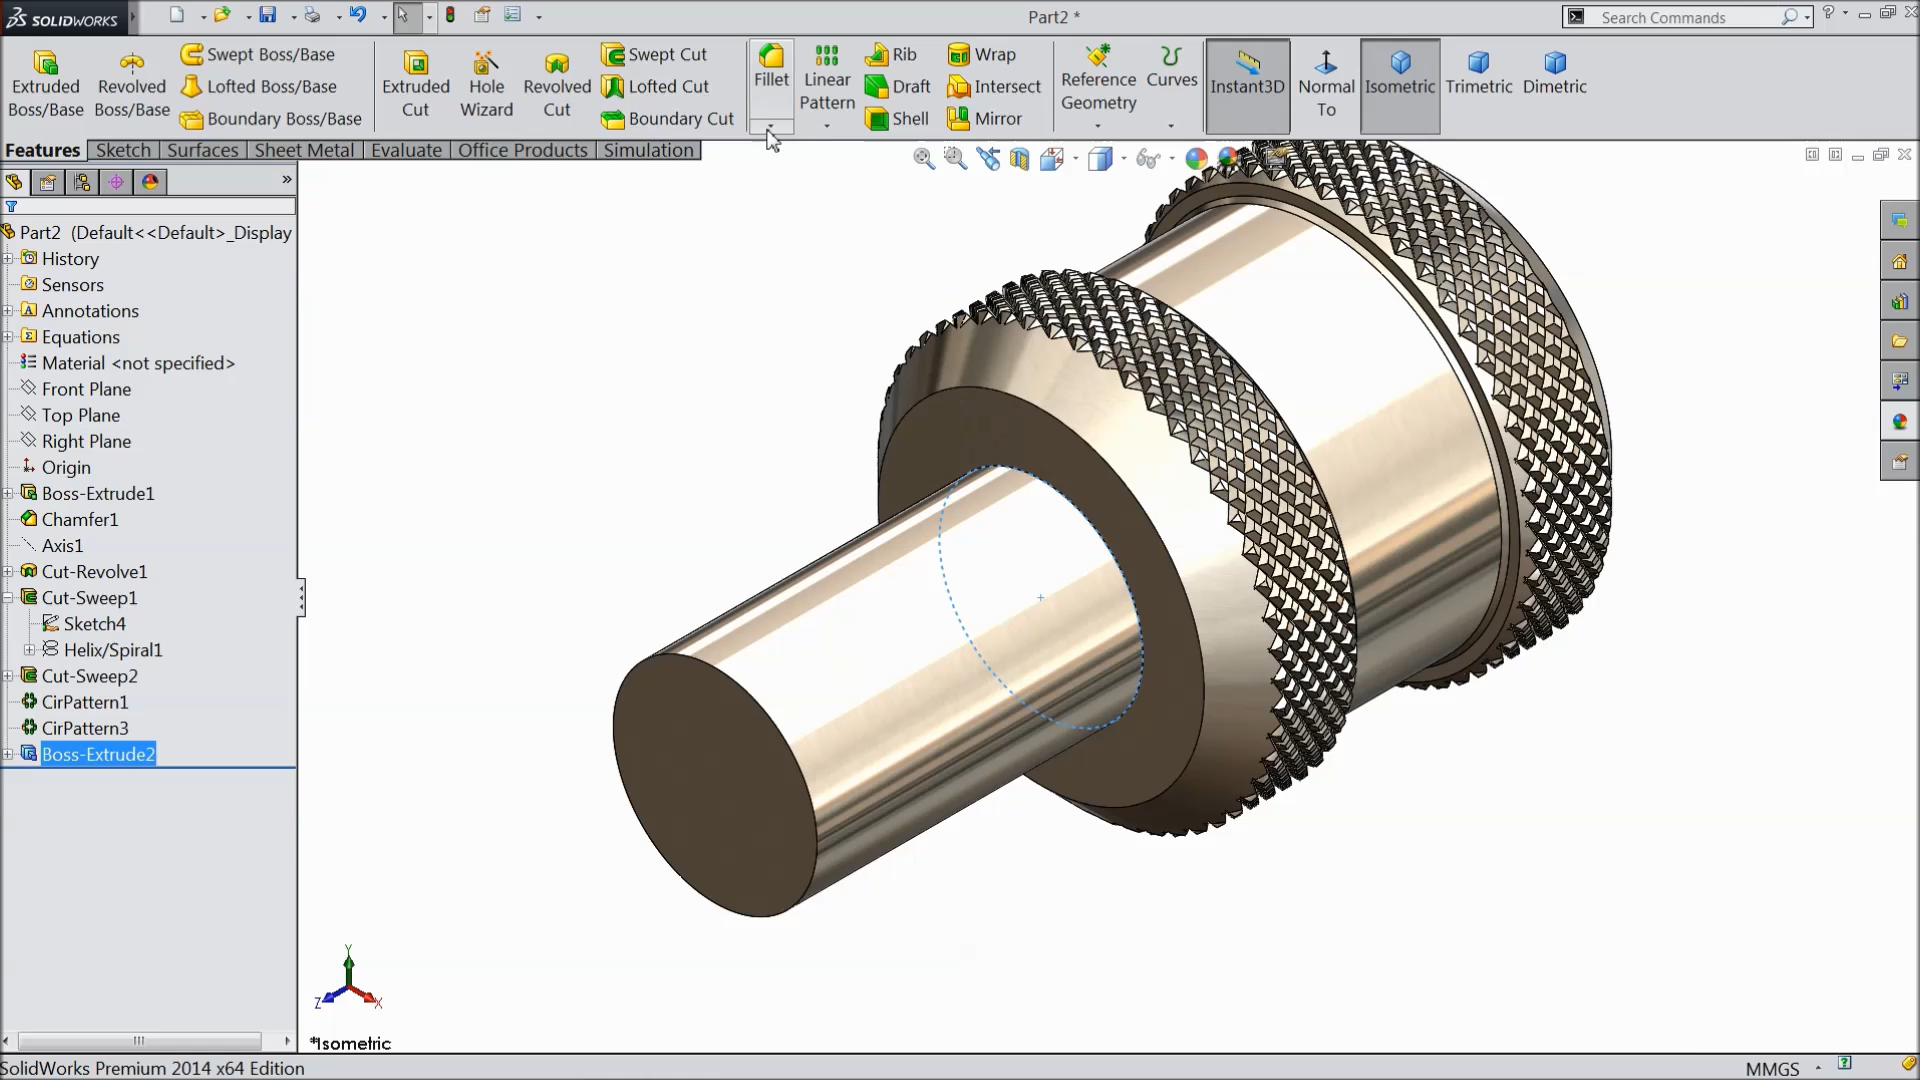 SOLIDWORKS
Part2 *
Search Commands
Extruded Boss/Base
Revolved Boss/Base
Swept Boss/Base
Lofted Boss/Base
Boundary Boss/Base
Extruded Cut
Hole Wizard
Revolved Cut
Swept Cut
Lofted Cut
Boundary Cut
Fillet
Linear Pattern
Rib
Draft
Shell
Wrap
Intersect
Mirror
Reference Geometry
Curves
Instant3D
Normal To
Isometric
Trimetric
Dimetric
Features
Sketch
Surfaces
Sheet Metal
Evaluate
Office Products
Simulation
Part2 (Default<<Default>_Display
History
Sensors
Annotations
Equations
Material <not specified>
Front Plane
Top Plane
Right Plane
Origin
Boss-Extrude1
Chamfer1
Axis1
Cut-Revolve1
Cut-Sweep1
Sketch4
Helix/Spiral1
Cut-Sweep2
CirPattern1
CirPattern3
Boss-Extrude2
Y
Z
X
*Isometric
SolidWorks Premium 2014 x64 Edition
MMGS